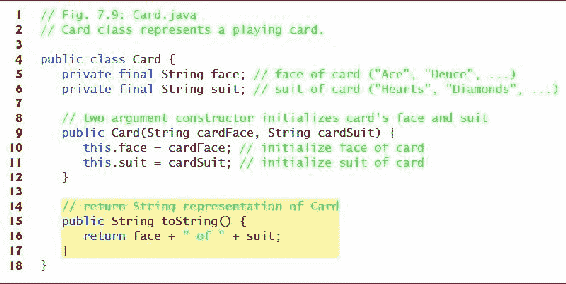 1 // Fig. 7.9: Card.java
2 // Card class represents a playing card.
3
4 public class Card {
5 private final String face; // face of card ("Ace", "Deuce", ...)
6 private final String suit; // suit of card ("Hearts", "Diamonds", ...)
7
8 // two argument constructor initializes card's face and suit
9 public Card(String cardFace, String cardSuit) {
10 this.face = cardFace; // initialize face of card
11 this.suit = cardSuit; // initialize suit of card
12 }
13
14 // return String representation of Card
15 public String toString() {
16 return face + " of " + suit;
17 }
18 }